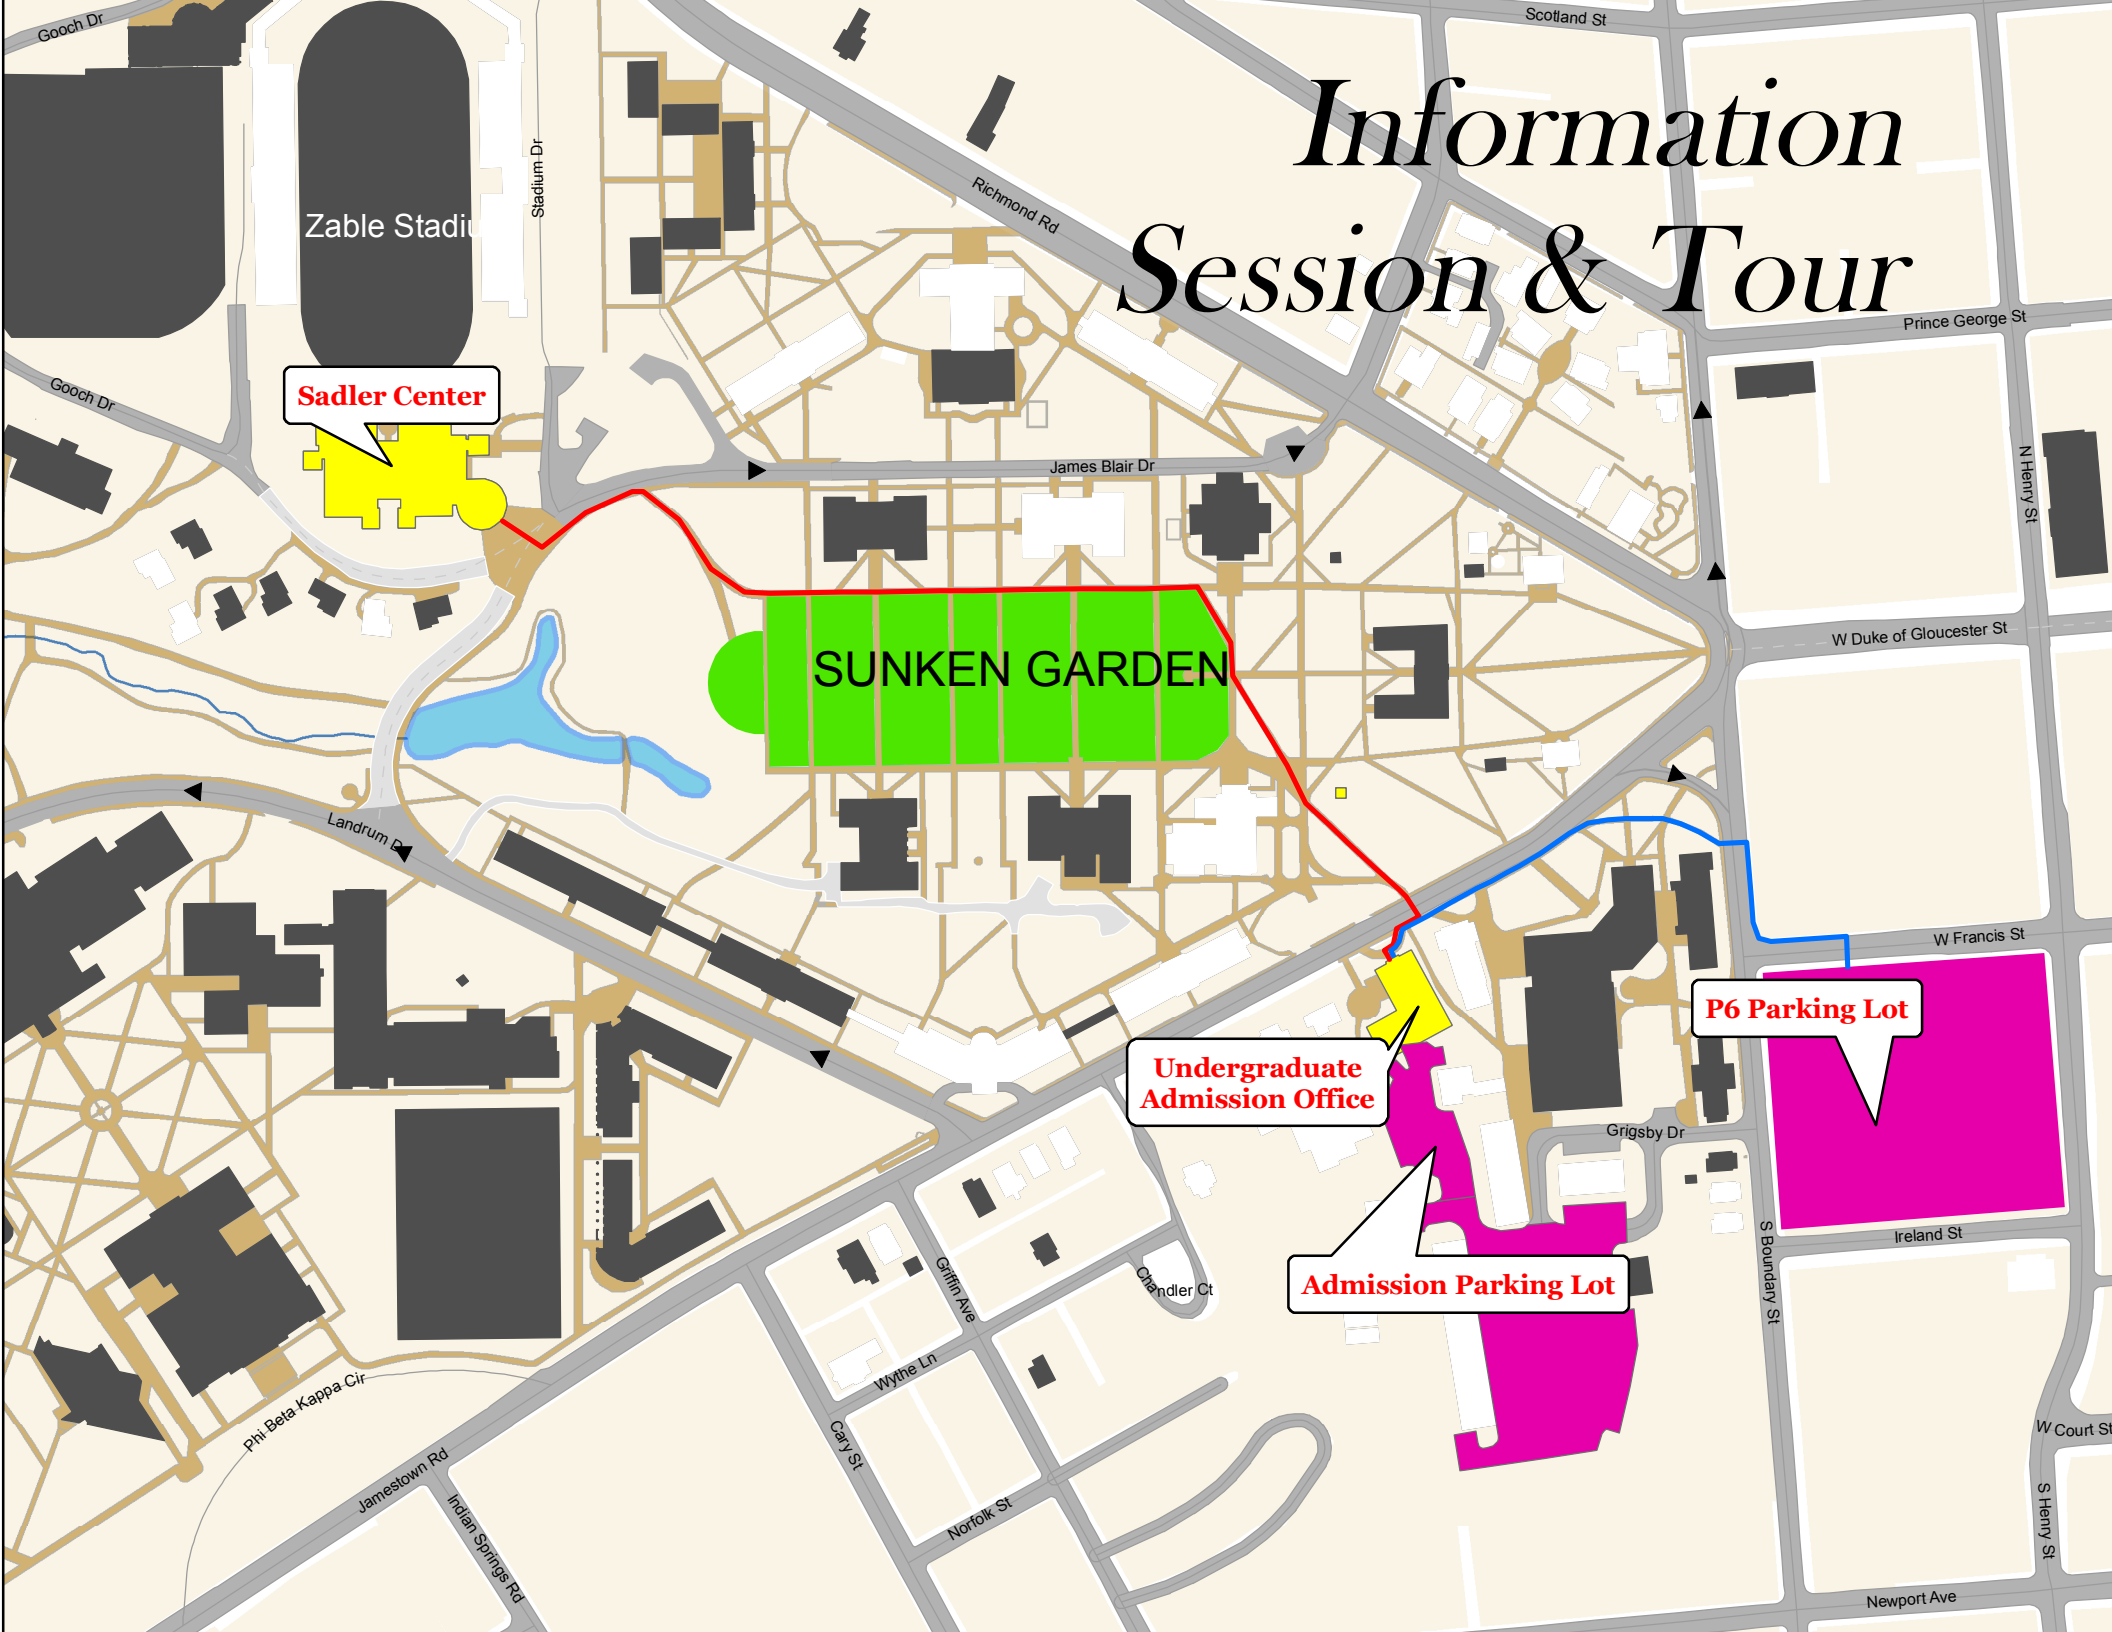 Gooch Dr
Scotland St
Information
Session & Tour
Stadium Dr
Zable Stadiu
Richmond Rd
Prince George St
Gooch Dr
Sadler Center
James Blair Dr
N Henry St
W Duke of Gloucester St
SUNKEN GARDEN
Landrum D
W Francis St
P6 Parking Lot
Undergraduate
Admission Office
Grigsby Dr
S Boundary St
Ireland St
Admission Parking Lot
Chandler Ct
Griffin Ave
Wythe Ln
Phi Beta Kappa Cir
Cary St
W Court St
Jamestown Rd
Indian Springs Rd
Norfolk St
S Henry St
Newport Ave